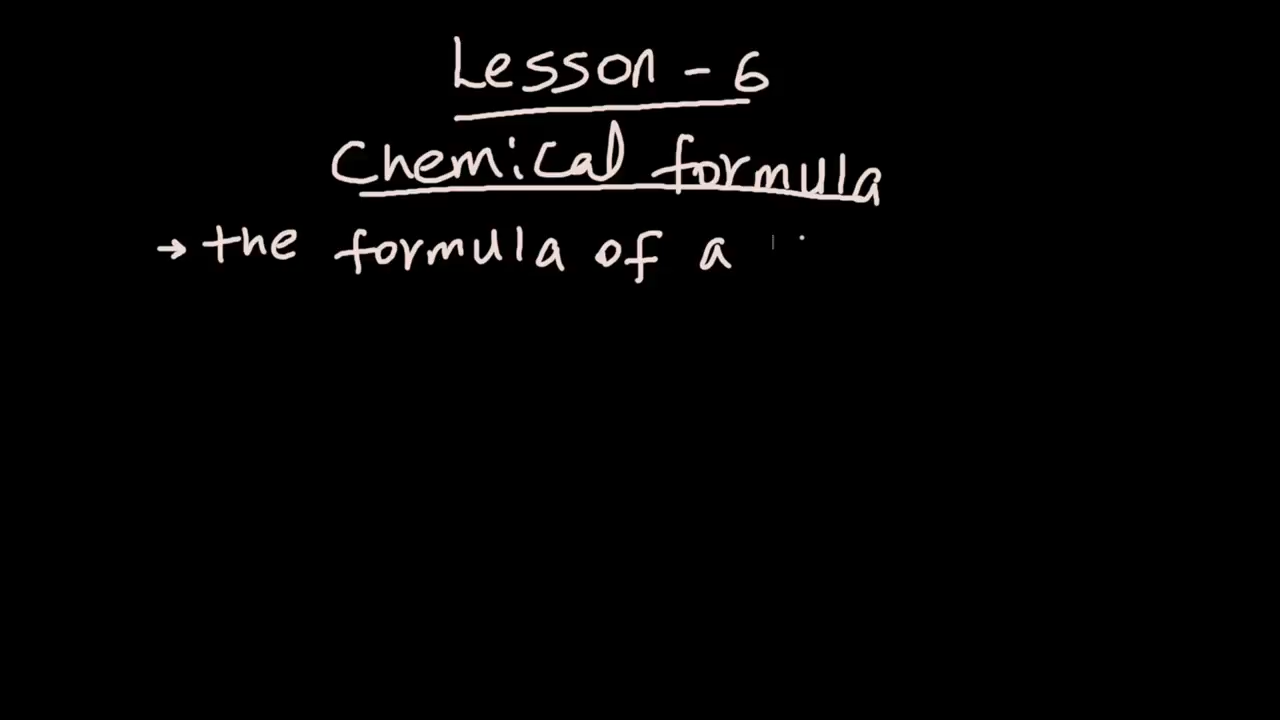 Lesson - 6
Chemical formula
→ the formula of a